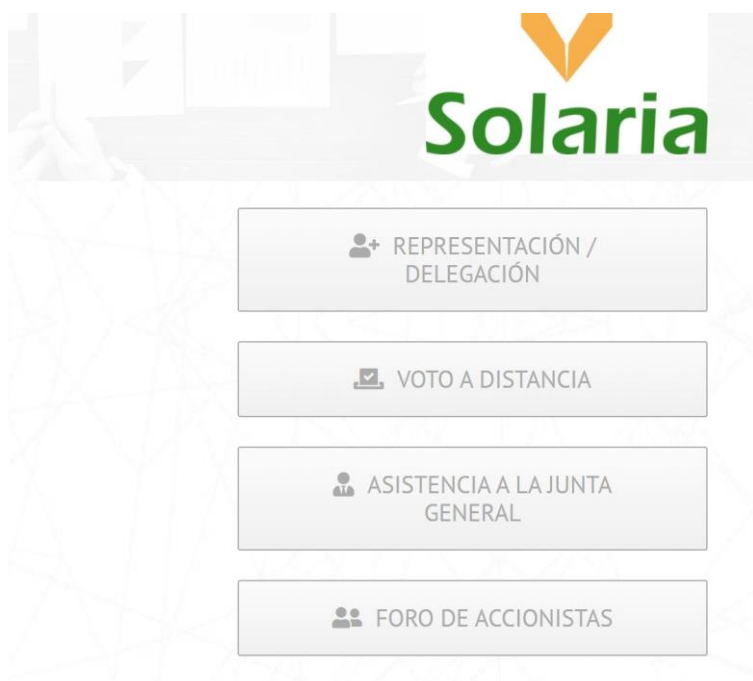 Solaria
REPRESENTACIÓN /
DELEGACIÓN
VOTO A DISTANCIA
ASISTENCIA A LA JUNTA
GENERAL
FORO DE ACCIONISTAS